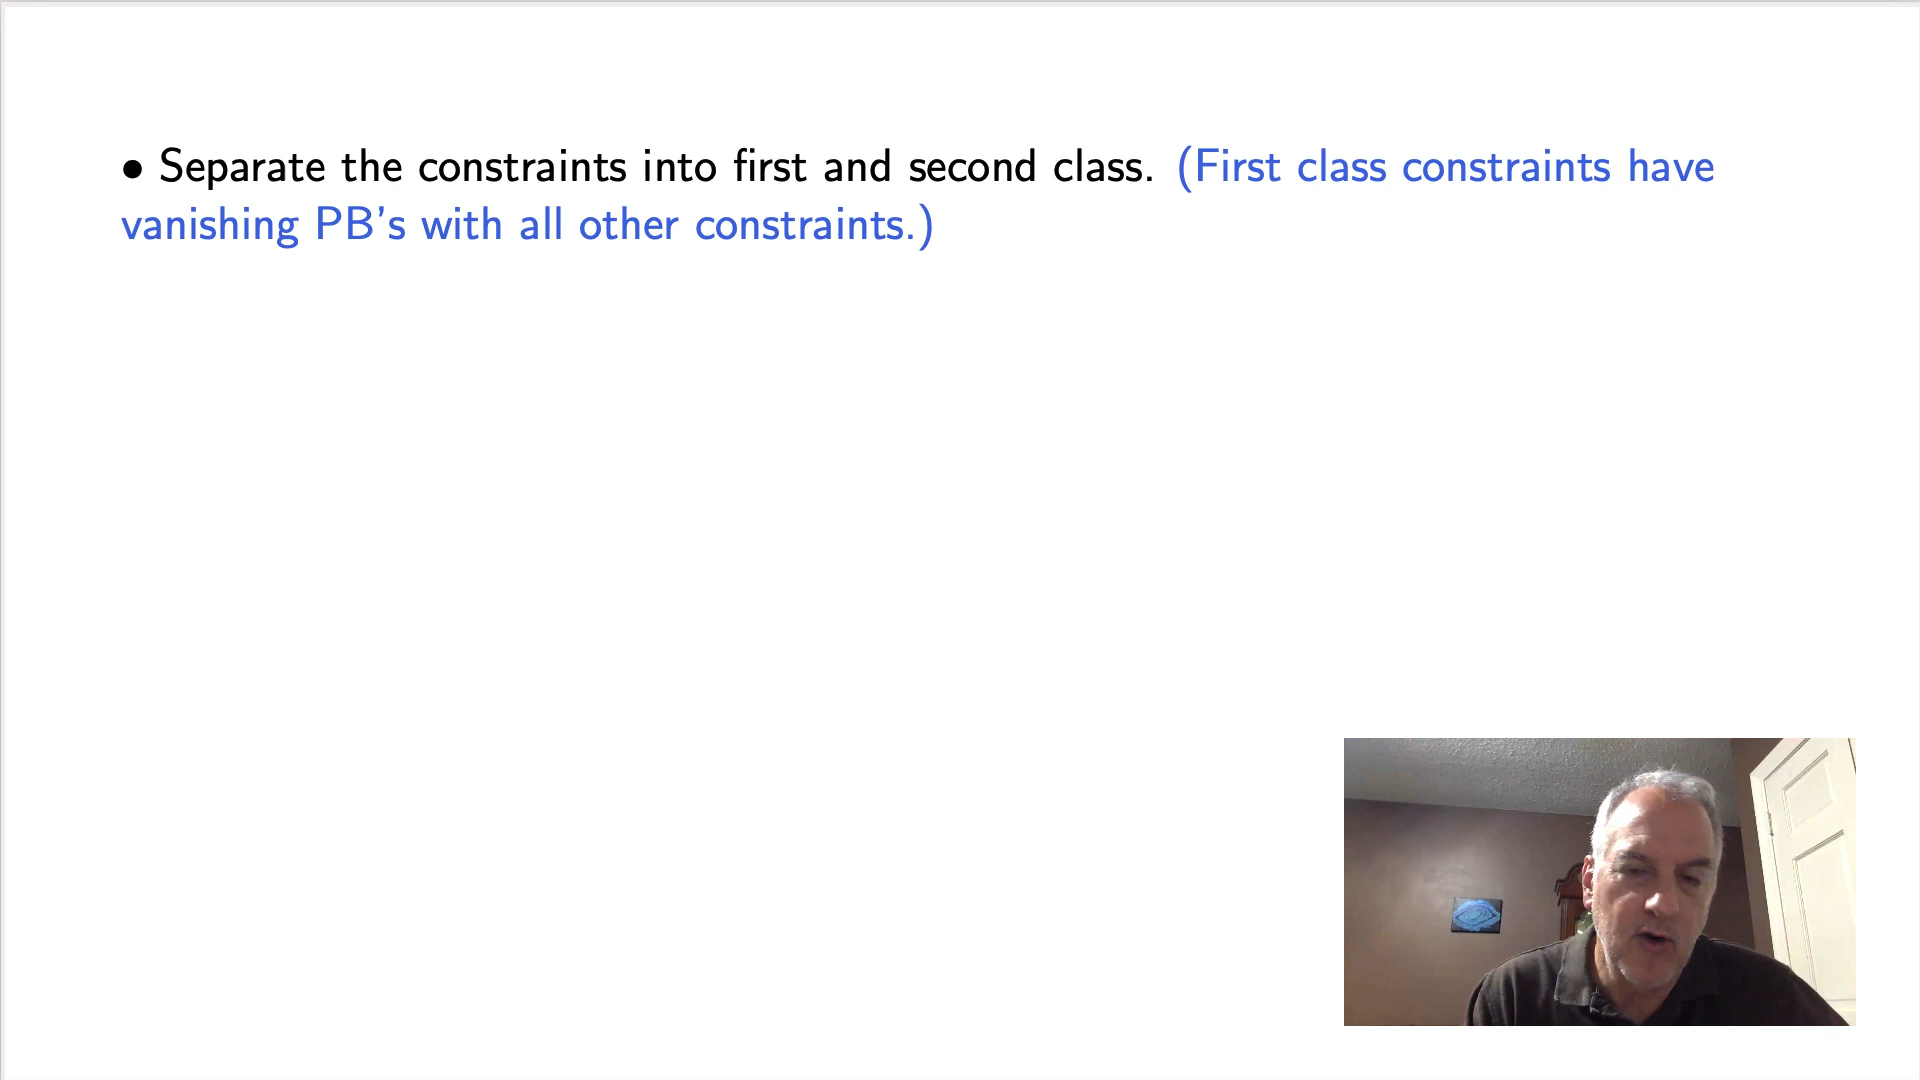 • Separate the constraints into first and second class. (First class constraints have
vanishing PB's with all other constraints.)